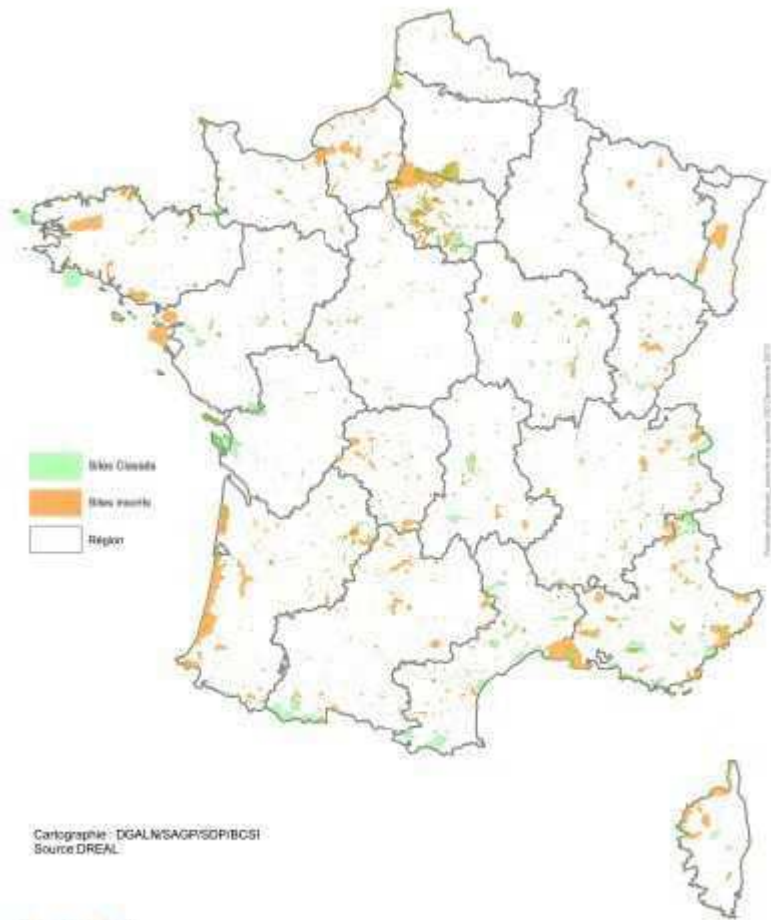 Sites Classés
Sites inscrits
Région
Cartographie : DGALN/SAGP/SDP/BCSI
Source DREAL